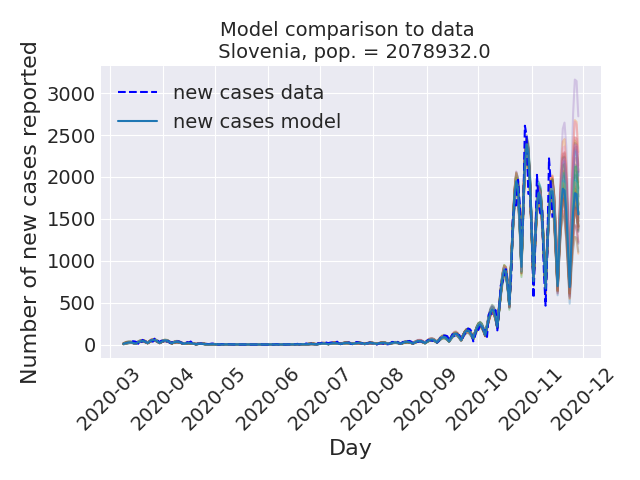 Model comparison to data
Slovenia, pop. = 2078932.0
Number of new cases reported
3000
2500
2000
1500
1000
500
0
new cases data
new cases model
2020-03
2020-04
2020-05
2020-06
2020-07
2020-08
2020-09
2020-10
2020-11
2020-12
Day